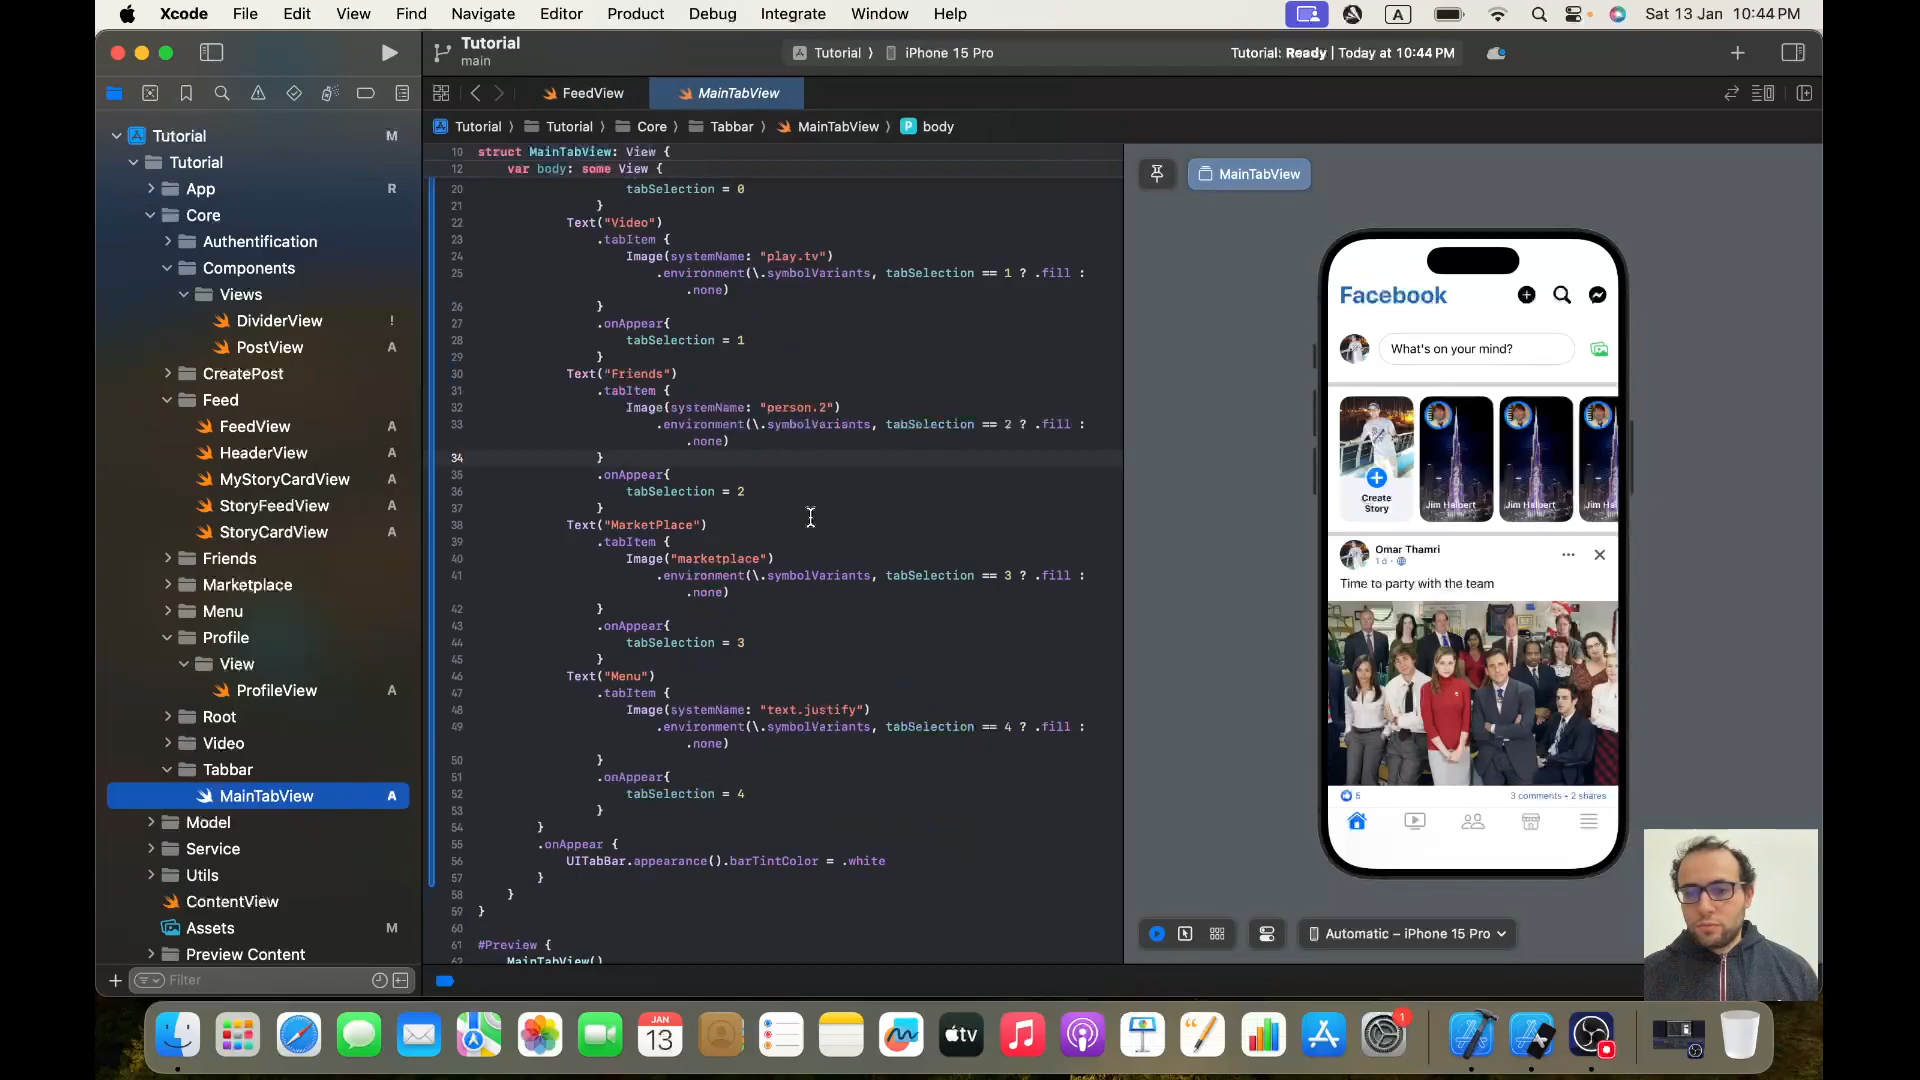 Xcode File Edit View Find Navigate Editor Product Debug Integrate Window Help
A
Sat 13 Jan 10:44 PM
Tutorial
main
Tutorial 〉 iPhone 15 Pro
Tutorial: Ready | Today at 10:44 PM
FeedView
MainTabView
Tutorial 〉 Tutorial 〉 Core 〉 Tabbar 〉 MainTabView 〉 P body
Tutorial M
Tutorial
App R
Core
Authentification
Components
Views
DividerView !
PostView A
CreatePost
Feed
FeedView A
HeaderView A
MyStoryCardView A
StoryFeedView A
StoryCardView A
Friends
Marketplace
Menu
Profile
View
ProfileView A
Root
Video
Tabbar
MainTabView A
Model
Service
Utils
ContentView
Assets M
Preview Content
Filter
10 struct MainTabView: View {
12 var body: some View {
20 tabSelection = 0
21 }
22 Text("Video")
23 .tabItem {
24 Image(systemName: "play.tv")
25 .environment(\.symbolVariants, tabSelection == 1 ? .fill :
.none)
26 }
27 .onAppear{
28 tabSelection = 1
29 }
30 Text("Friends")
31 .tabItem {
32 Image(systemName: "person.2")
33 .environment(\.symbolVariants, tabSelection == 2 ? .fill :
.none)
34 }
35 .onAppear{
36 tabSelection = 2
37 }
38 Text("MarketPlace")
39 .tabItem {
40 Image("marketplace")
41 .environment(\.symbolVariants, tabSelection == 3 ? .fill :
.none)
42 }
43 .onAppear{
44 tabSelection = 3
45 }
46 Text("Menu")
47 .tabItem {
48 Image(systemName: "text.justify")
49 .environment(\.symbolVariants, tabSelection == 4 ? .fill :
.none)
50 }
51 .onAppear{
52 tabSelection = 4
53 }
54 }
55 .onAppear {
56 UITabBar.appearance().barTintColor = .white
57 }
58 }
59 }
60
61 #Preview {
62 MainTabView()
MainTabView
Facebook
What's on your mind?
Create
Story
Jim Halpert
Jim Halpert
Jim Ha
Omar Thamri
1 d ·
Time to party with the team
5
3 comments • 2 shares
Automatic – iPhone 15 Pro
JAN
13
tv
1